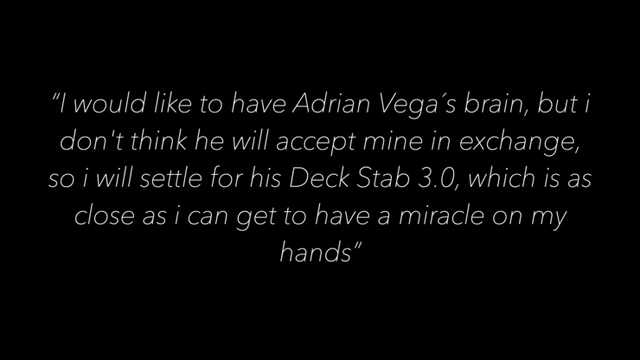 “I would like to have Adrian Vega´s brain, but i
don't think he will accept mine in exchange,
so i will settle for his Deck Stab 3.0, which is as
close as i can get to have a miracle on my
hands”